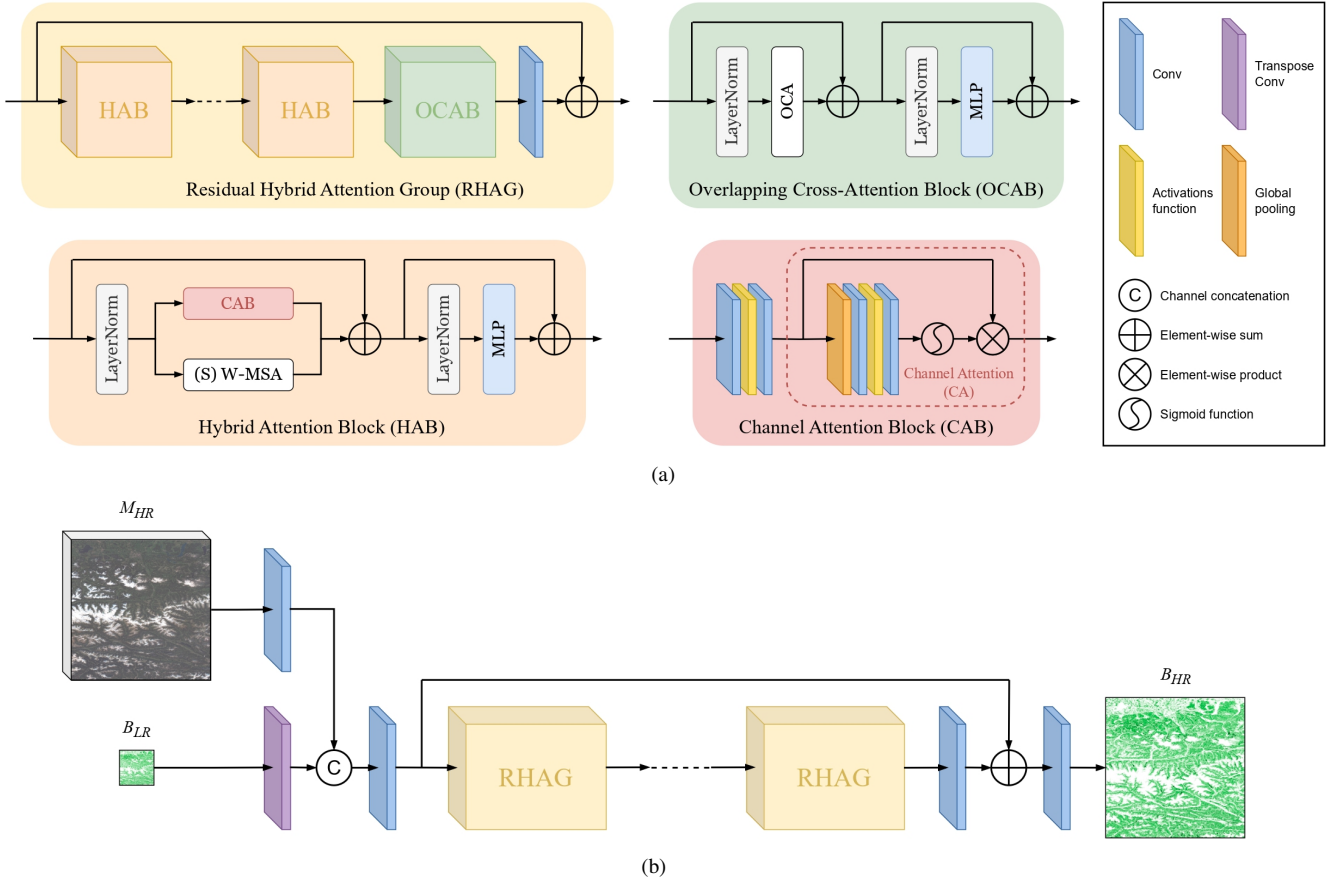 HAB
HAB
OCAB
Residual Hybrid Attention Group (RHAG)
LayerNorm
OCA
LayerNorm
MLP
Overlapping Cross-Attention Block (OCAB)
Conv
Transpose
Conv
Activations
function
Global
pooling
C
Channel concatenation
Element-wise sum
Element-wise product
Sigmoid function
LayerNorm
CAB
(S) W-MSA
LayerNorm
MLP
Hybrid Attention Block (HAB)
Channel Attention
(CA)
Channel Attention Block (CAB)
(a)
M_HR
B_LR
C
RHAG
RHAG
B_HR
(b)